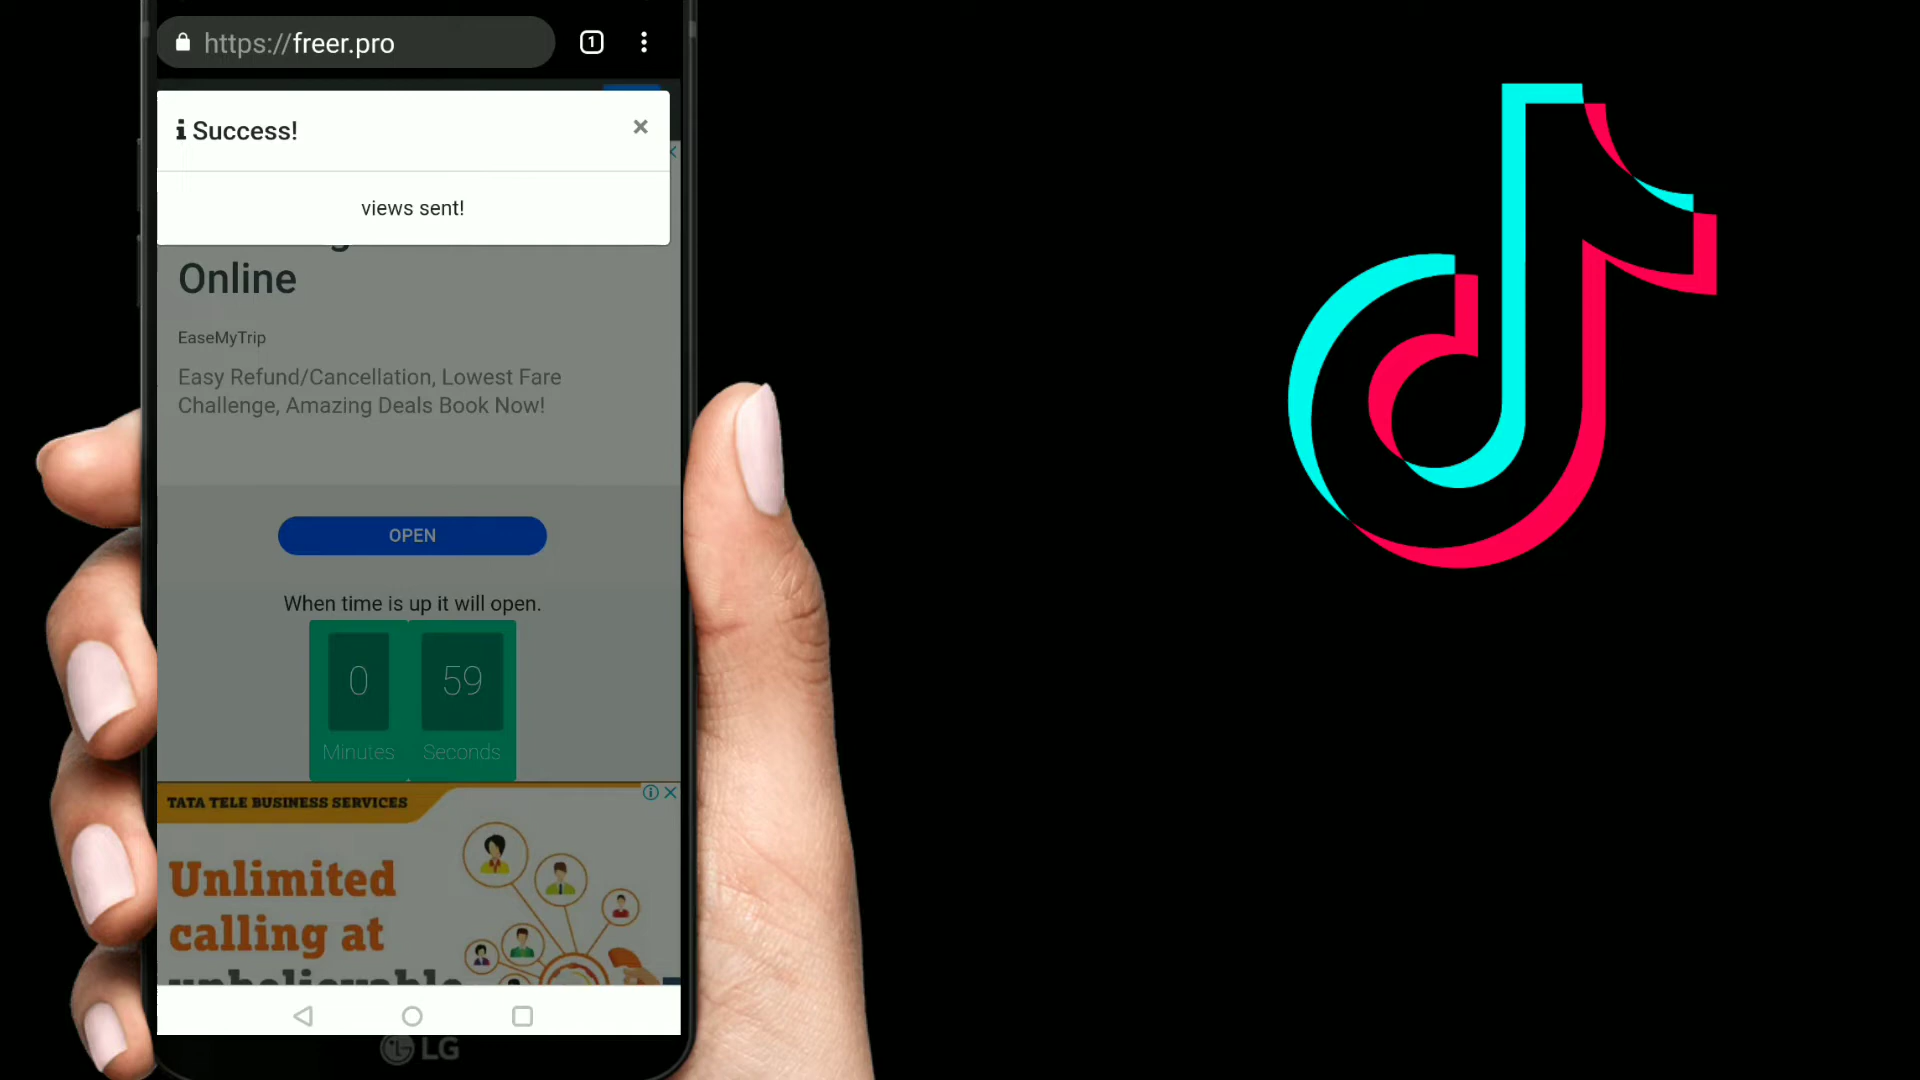 https://freer.pro
1
Success!
×
views sent!
Online
EaseMyTrip
Easy Refund/Cancellation, Lowest Fare
Challenge, Amazing Deals Book Now!
OPEN
When time is up it will open.
0 59
Minutes Seconds
TATA TELE BUSINESS SERVICES
Unlimited
calling at
unbelievable
LG